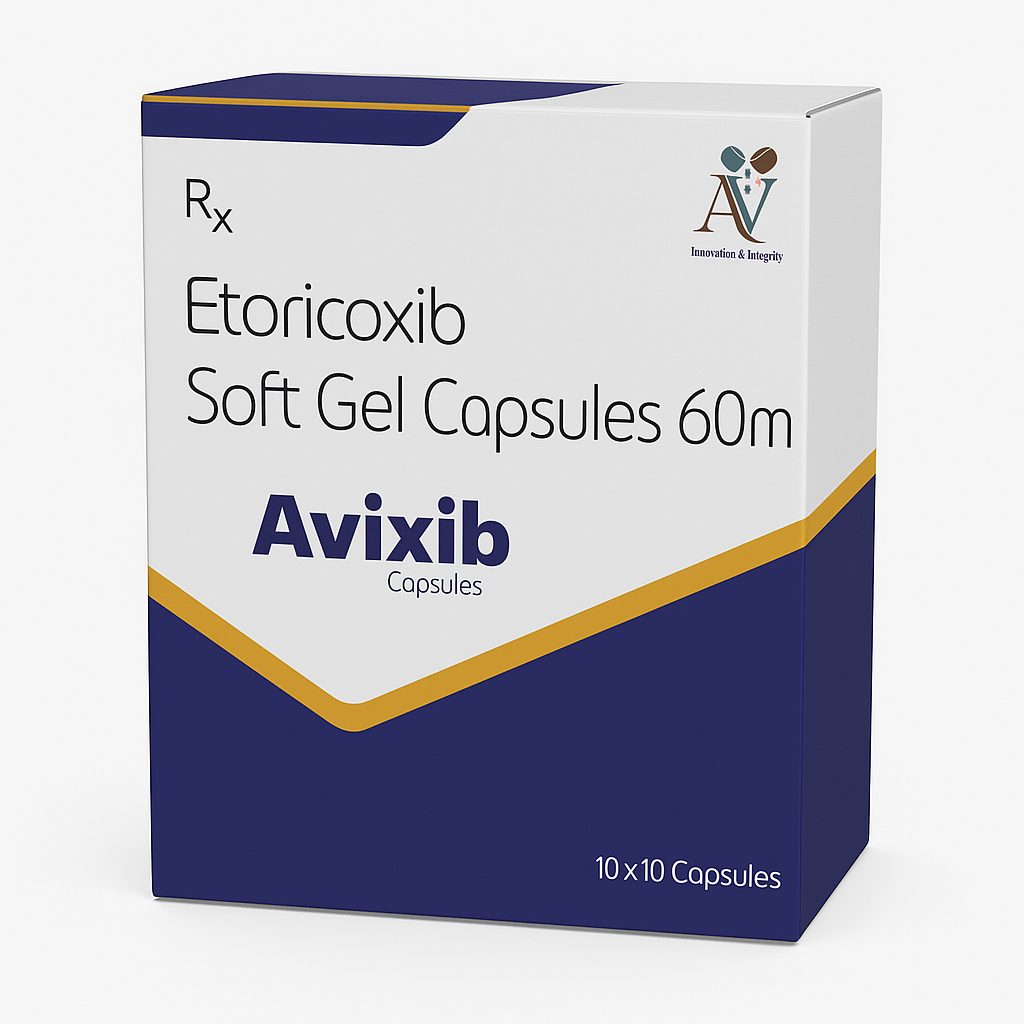 Rx
AV
Innovation & Integrity
Etoricoxib
Soft Gel Capsules 60m
Avixib
Capsules
10 x 10 Capsules